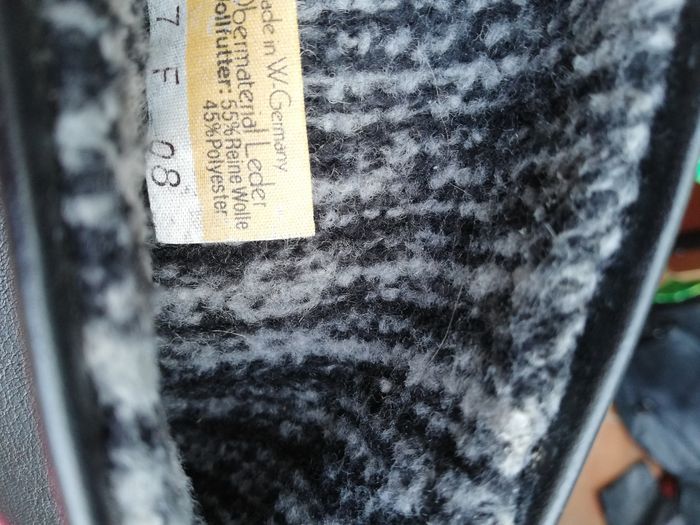 ade in W-Germany
Obermaterial Leder
ollfutter: 55% Reine Wolle
45% Polyester
7 F 08